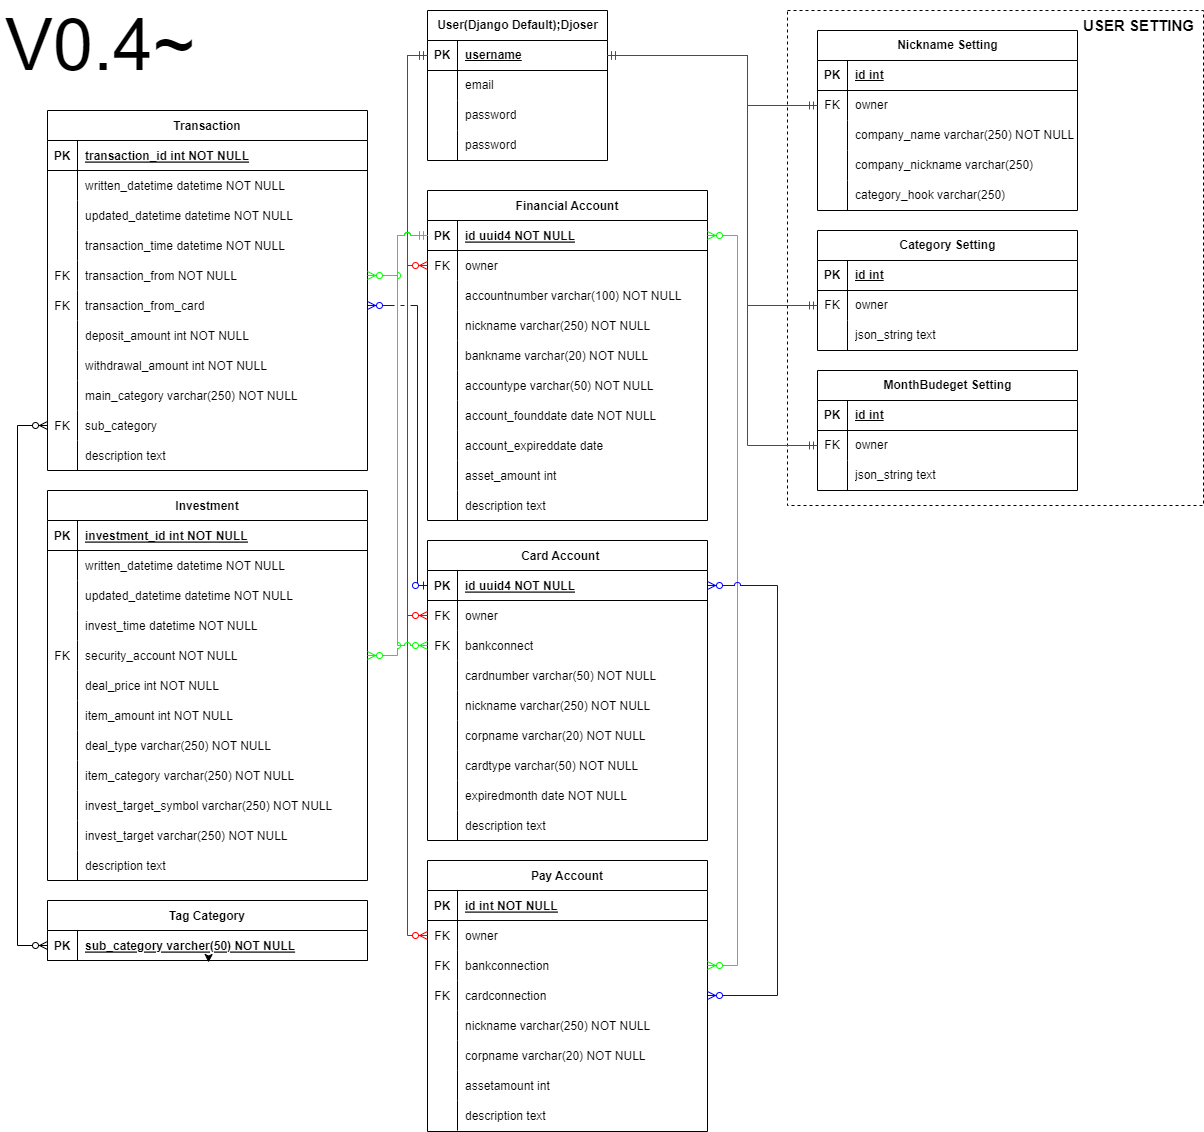 V0.4~
User(Django Default);Djoser
PK username
email
password
password
USER SETTING
Nickname Setting
PK id int
FK owner
company_name varchar(250) NOT NULL
company_nickname varchar(250)
category_hook varchar(250)
Category Setting
PK id int
FK owner
json_string text
MonthBudeget Setting
PK id int
FK owner
json_string text
Transaction
PK transaction_id int NOT NULL
written_datetime datetime NOT NULL
updated_datetime datetime NOT NULL
transaction_time datetime NOT NULL
FK transaction_from NOT NULL
FK transaction_from_card
deposit_amount int NOT NULL
withdrawal_amount int NOT NULL
main_category varchar(250) NOT NULL
FK sub_category
description text
Investment
PK investment_id int NOT NULL
written_datetime datetime NOT NULL
updated_datetime datetime NOT NULL
invest_time datetime NOT NULL
FK security_account NOT NULL
deal_price int NOT NULL
item_amount int NOT NULL
deal_type varchar(250) NOT NULL
item_category varchar(250) NOT NULL
invest_target_symbol varchar(250) NOT NULL
invest_target varchar(250) NOT NULL
description text
Tag Category
PK sub_category varcher(50) NOT NULL
Financial Account
PK id uuid4 NOT NULL
FK owner
accountnumber varchar(100) NOT NULL
nickname varchar(250) NOT NULL
bankname varchar(20) NOT NULL
accountype varchar(50) NOT NULL
account_founddate date NOT NULL
account_expireddate date
asset_amount int
description text
Card Account
PK id uuid4 NOT NULL
FK owner
FK bankconnect
cardnumber varchar(50) NOT NULL
nickname varchar(250) NOT NULL
corpname varchar(20) NOT NULL
cardtype varchar(50) NOT NULL
expiredmonth date NOT NULL
description text
Pay Account
PK id int NOT NULL
FK owner
FK bankconnection
FK cardconnection
nickname varchar(250) NOT NULL
corpname varchar(20) NOT NULL
assetamount int
description text